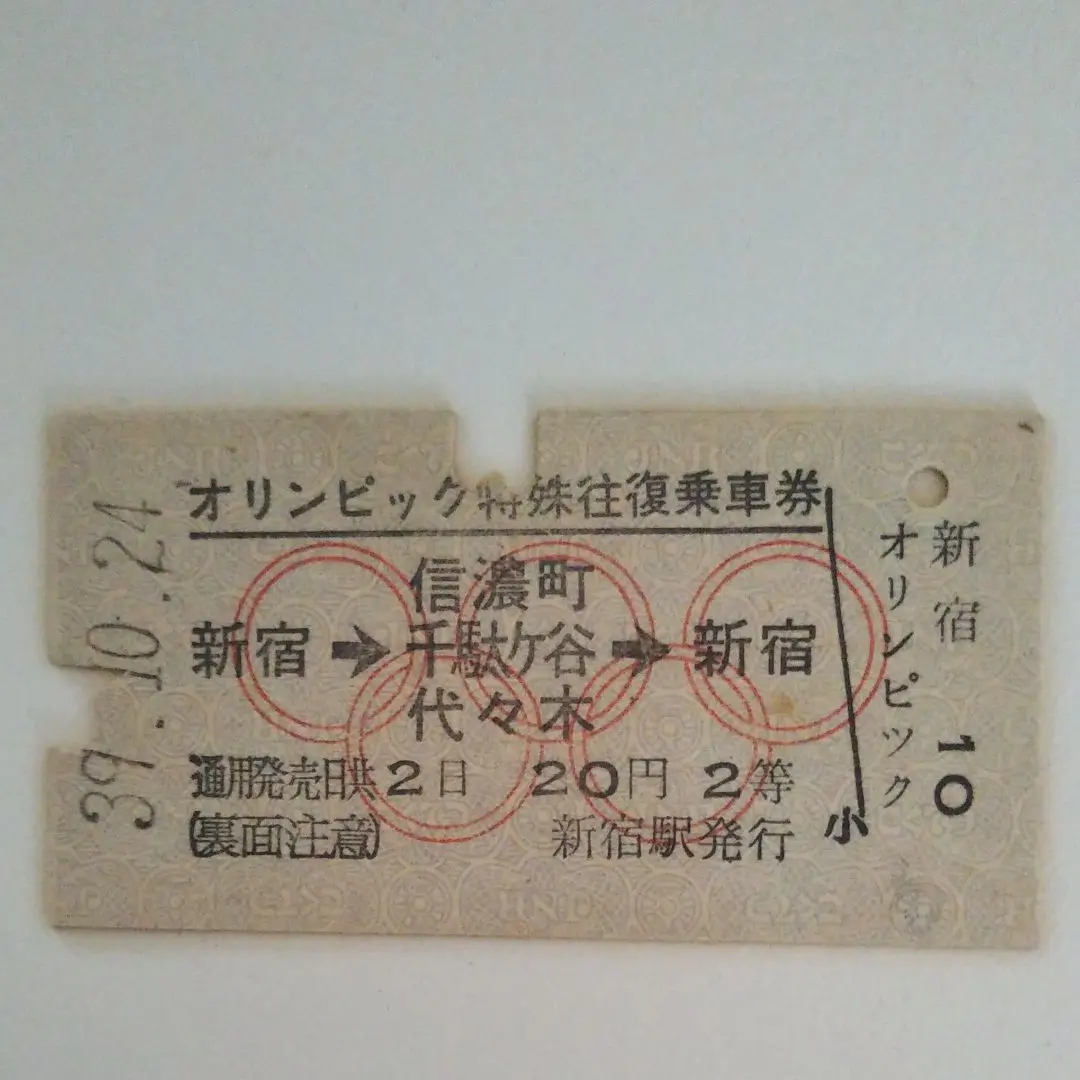 39.10.24
オリンピック特殊往復乗車券
信濃町
新宿➡千駄ケ谷➡新宿
代々木
通用発売日共2日 20円 2等
(裏面注意) 新宿駅発行
小
オリンピック
新宿 10